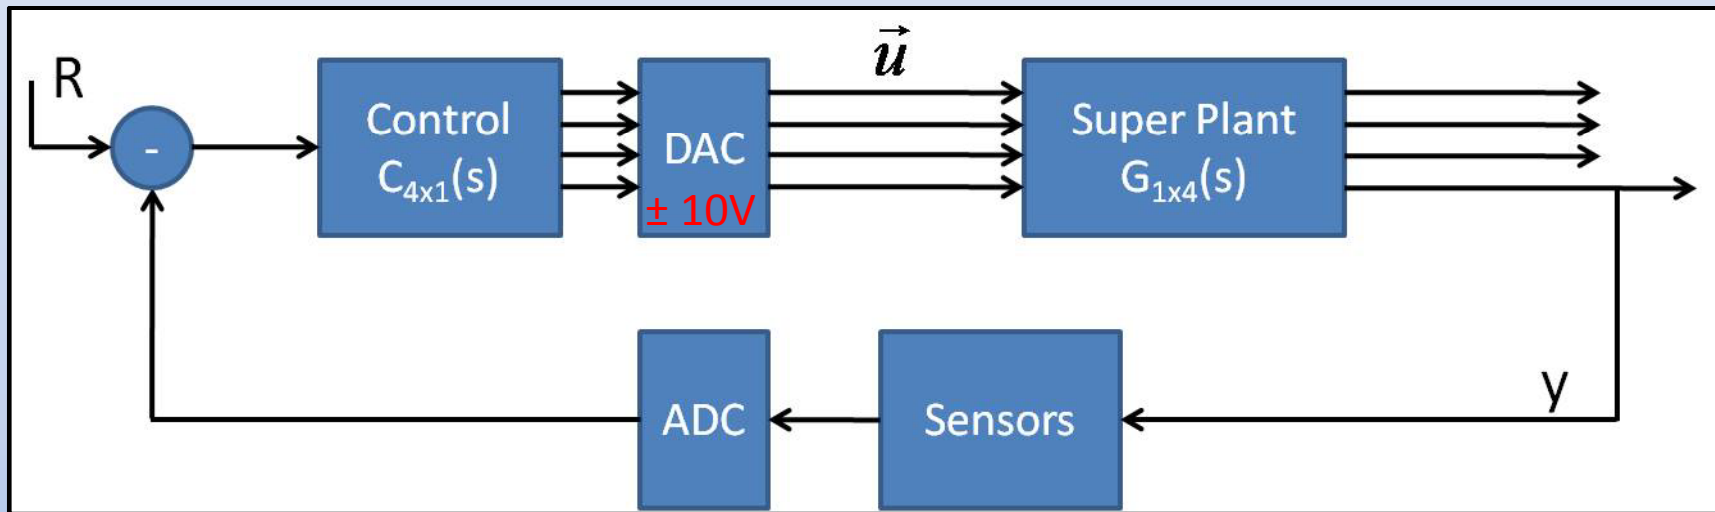 R
-
Control
C₄ₓ₁(s)
DAC
± 10V
u⃗
Super Plant
G₁ₓ₄(s)
ADC
Sensors
y